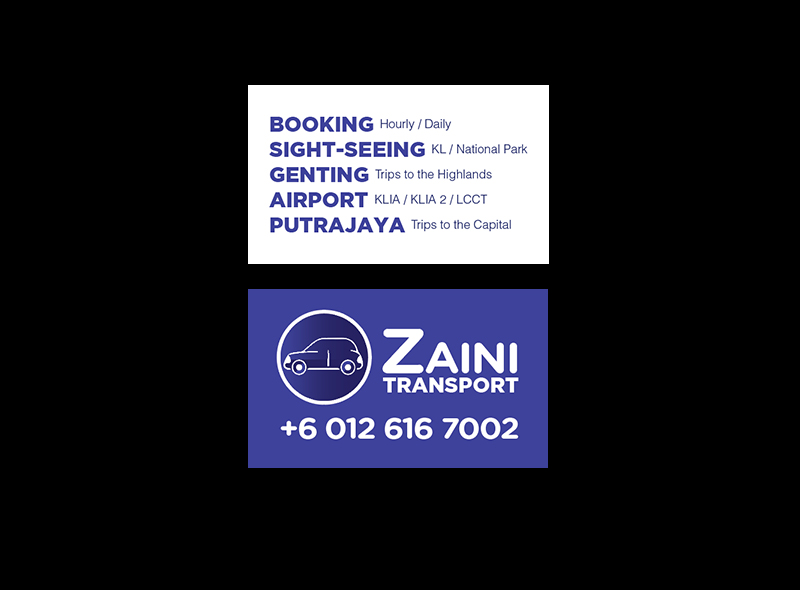 BOOKING Hourly / Daily
SIGHT-SEEING KL / National Park
GENTING Trips to the Highlands
AIRPORT KLIA / KLIA 2 / LCCT
PUTRAJAYA Trips to the Capital
ZAINI
TRANSPORT
+6 012 616 7002